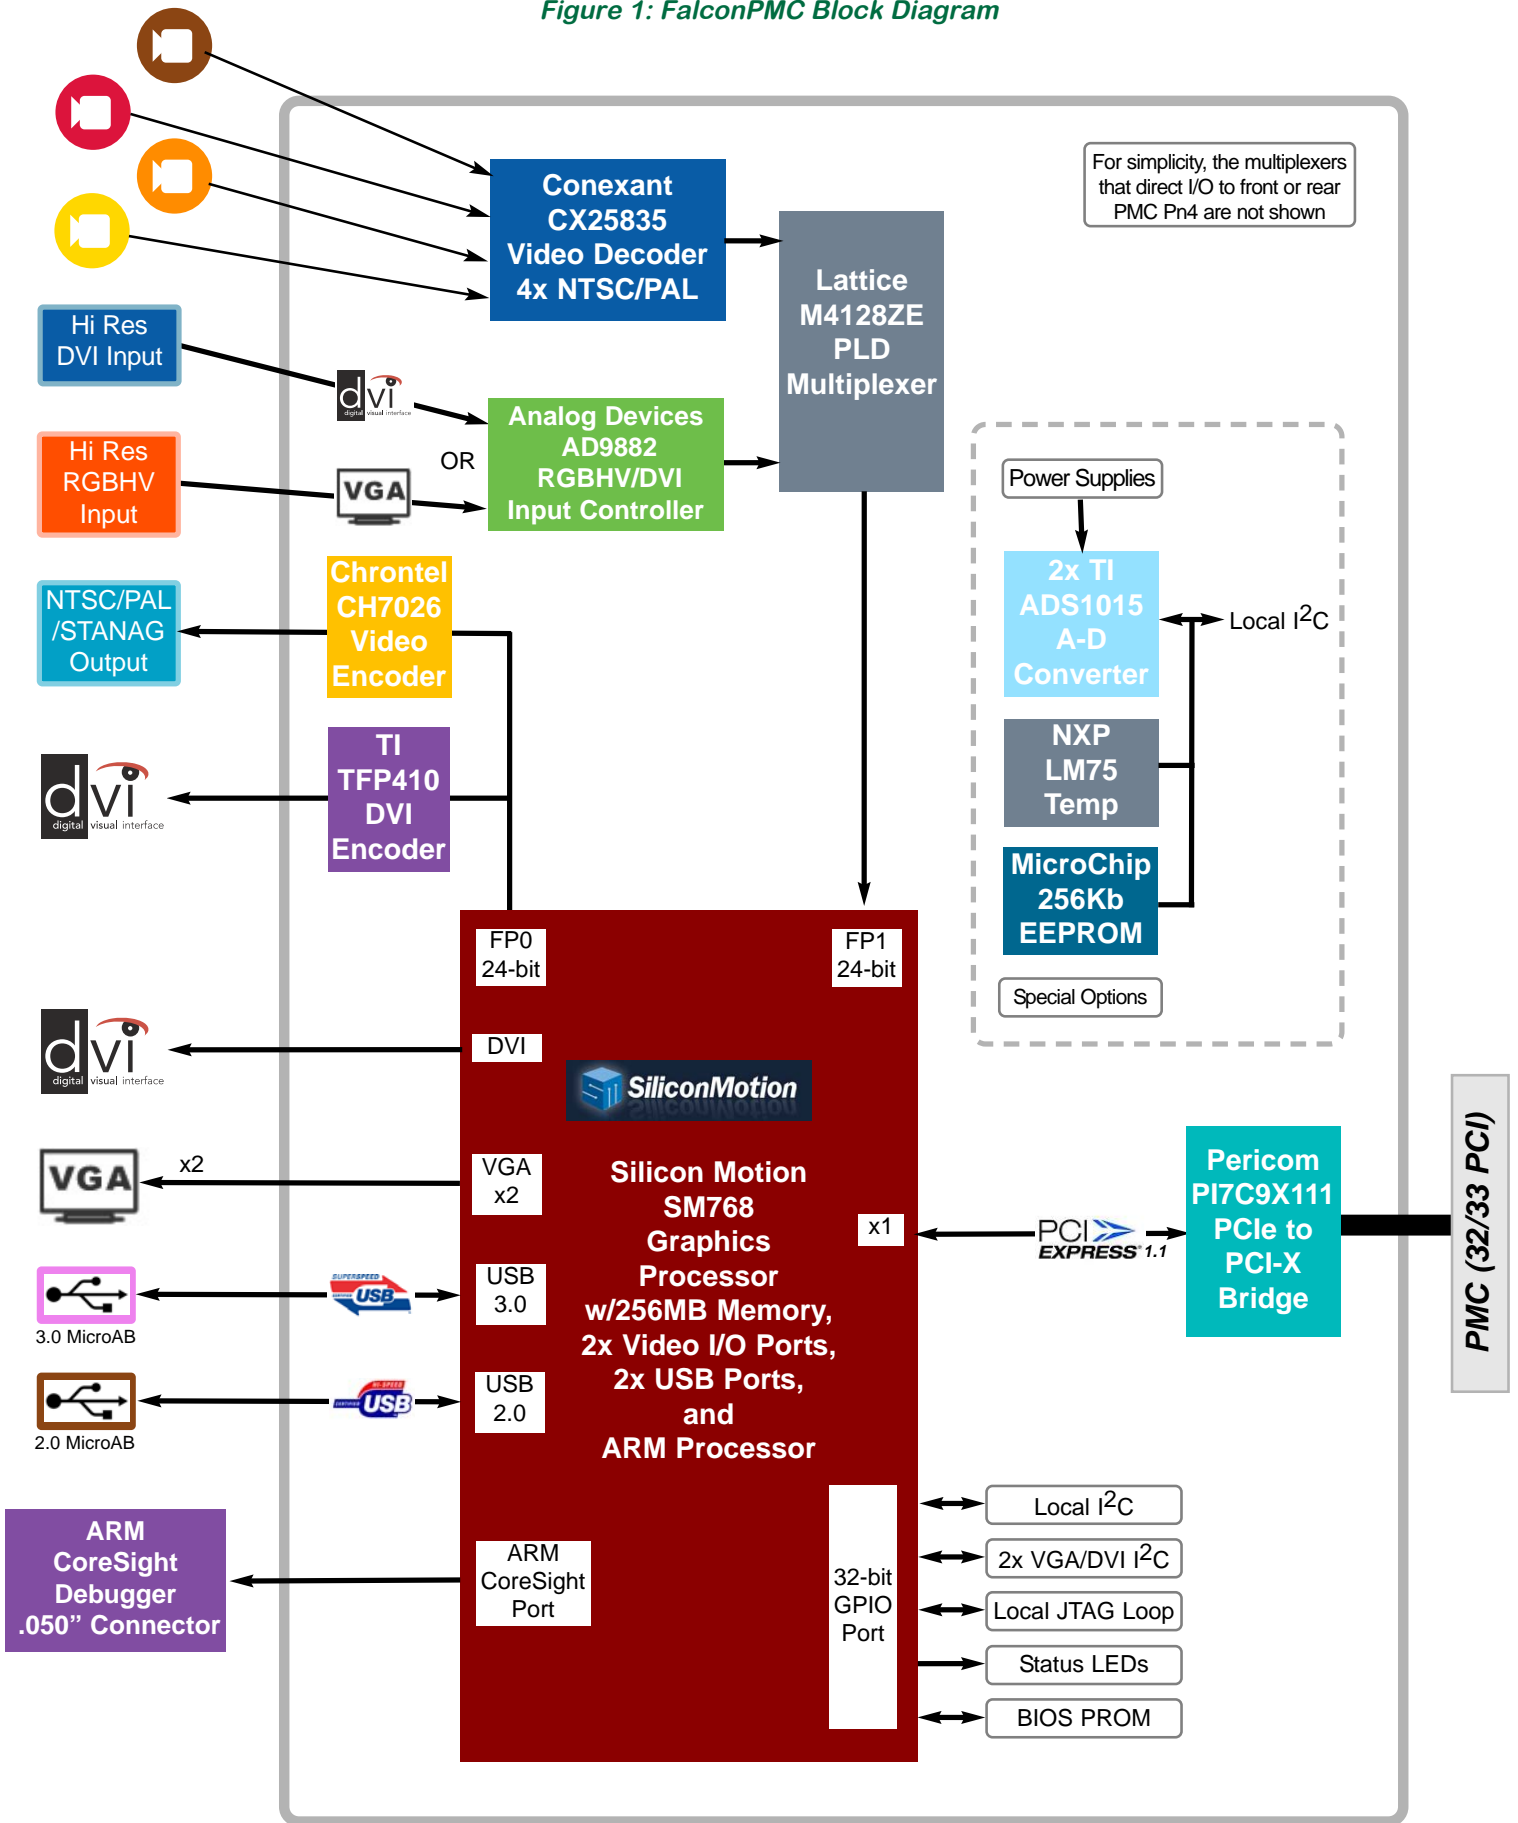 Figure 1: FalconPMC Block Diagram
For simplicity, the multiplexers
that direct I/O to front or rear
PMC Pn4 are not shown
Conexant
CX25835
Video Decoder
4x NTSC/PAL
Lattice
M4128ZE
PLD
Multiplexer
Hi Res
DVI Input
dvi
digital visual interface
Analog Devices
AD9882
RGBHV/DVI
Input Controller
OR
Hi Res
RGBHV
Input
VGA
Power Supplies
2x TI
ADS1015
A-D
Converter
Local I2C
NXP
LM75
Temp
MicroChip
256Kb
EEPROM
Special Options
NTSC/PAL
/STANAG
Output
Chrontel
CH7026
Video
Encoder
TI
TFP410
DVI
Encoder
dvi
digital visual interface
FP0
24-bit
FP1
24-bit
dvi
digital visual interface
DVI
SiliconMotion
VGA
x2
VGA
x2
Silicon Motion
SM768
Graphics
Processor
w/256MB Memory,
2x Video I/O Ports,
2x USB Ports,
and
ARM Processor
x1
PCI
EXPRESS® 1.1
Pericom
PI7C9X111
PCIe to
PCI-X
Bridge
PMC (32/33 PCI)
3.0 MicroAB
SUPERSPEED
CERTIFIED USB
USB
3.0
2.0 MicroAB
HI-SPEED
CERTIFIED USB
USB
2.0
ARM
CoreSight
Debugger
.050” Connector
ARM
CoreSight
Port
32-bit
GPIO
Port
Local I2C
2x VGA/DVI I2C
Local JTAG Loop
Status LEDs
BIOS PROM